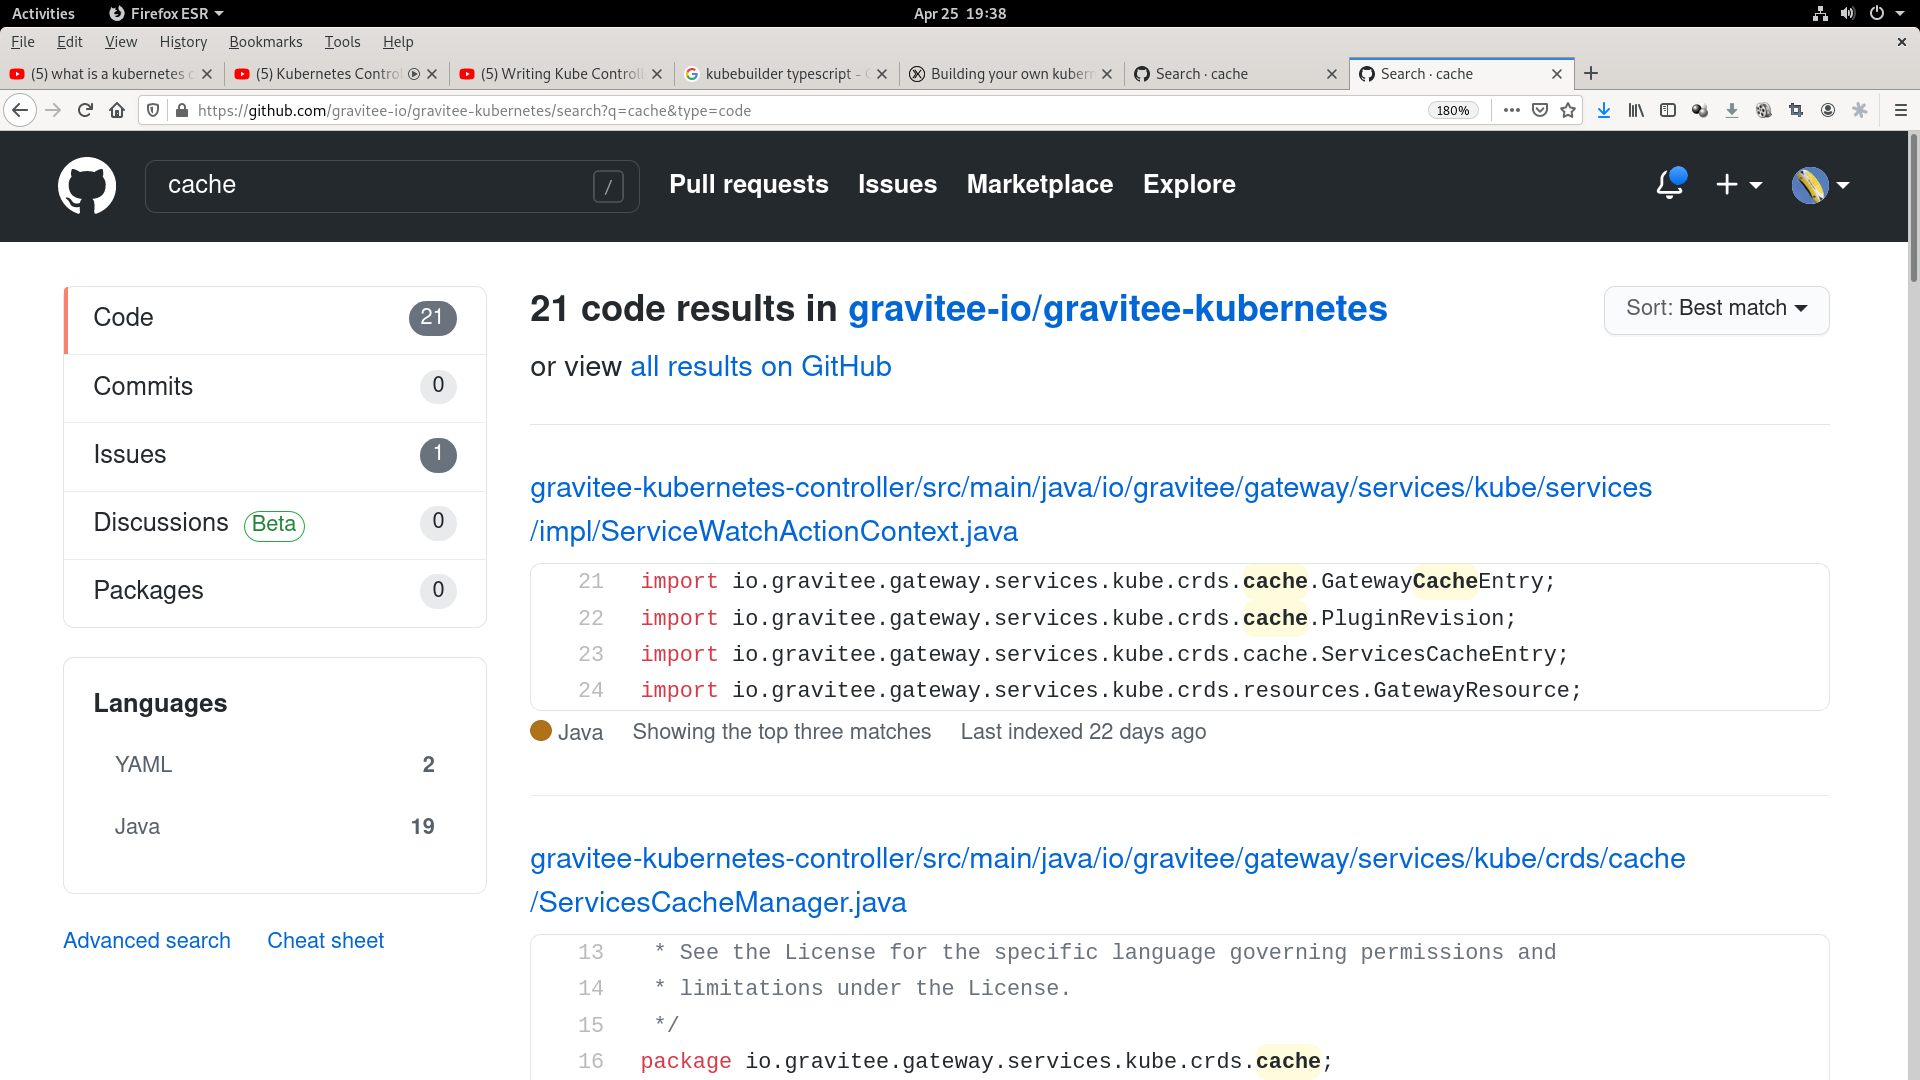 Activities Firefox ESR Apr 25 19:38
File Edit View History Bookmarks Tools Help
(5) what is a kubernetes (5) Kubernetes Contro (5) Writing Kube Controll kubebuilder typescript - Building your own kubern Search · cache Search · cache
https://github.com/gravitee-io/gravitee-kubernetes/search?q=cache&type=code 180%
cache / Pull requests Issues Marketplace Explore
Code 21
Commits 0
Issues 1
Discussions Beta 0
Packages 0
Languages
YAML 2
Java 19
Advanced search Cheat sheet
21 code results in gravitee-io/gravitee-kubernetes
Sort: Best match
or view all results on GitHub
gravitee-kubernetes-controller/src/main/java/io/gravitee/gateway/services/kube/services
/impl/ServiceWatchActionContext.java
21 import io.gravitee.gateway.services.kube.crds.cache.GatewayCacheEntry;
22 import io.gravitee.gateway.services.kube.crds.cache.PluginRevision;
23 import io.gravitee.gateway.services.kube.crds.cache.ServicesCacheEntry;
24 import io.gravitee.gateway.services.kube.crds.resources.GatewayResource;
Java Showing the top three matches Last indexed 22 days ago
gravitee-kubernetes-controller/src/main/java/io/gravitee/gateway/services/kube/crds/cache
/ServicesCacheManager.java
13 * See the License for the specific language governing permissions and
14 * limitations under the License.
15 */
16 package io.gravitee.gateway.services.kube.crds.cache;